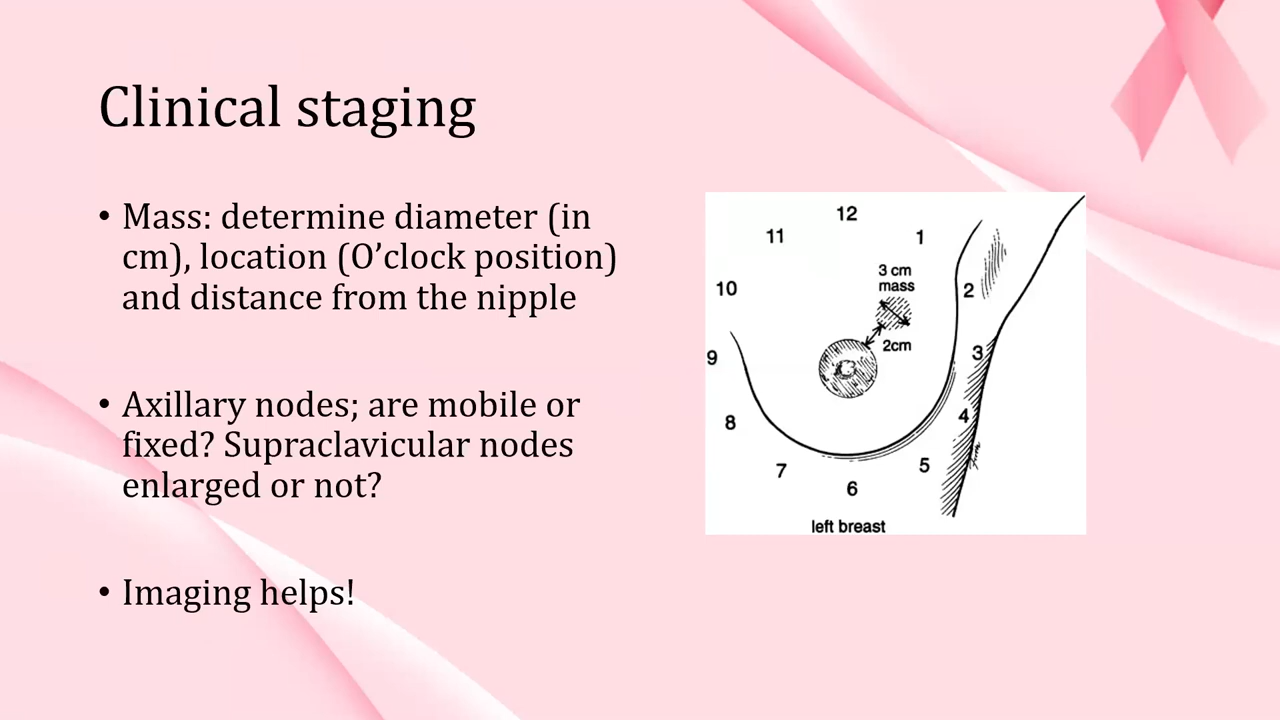 Clinical staging
• Mass: determine diameter (in
cm), location (O’clock position)
and distance from the nipple
• Axillary nodes; are mobile or
fixed? Supraclavicular nodes
enlarged or not?
• Imaging helps!
12
11
1
3 cm
mass
10
2
2cm
3
9
4
8
5
7
6
left breast